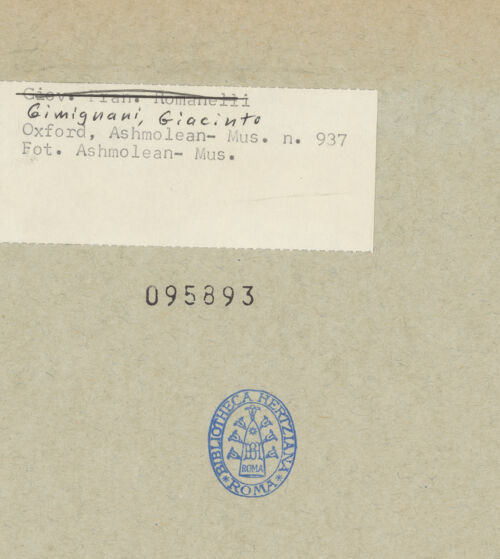 Giov. Fran. Romanelli
Gimignani, Giacinto
Oxford, Ashmolean- Mus. n. 937
Fot. Ashmolean- Mus.
095893
BIBLIOTHECA HERTZIANA
ROMA
* ROMA *